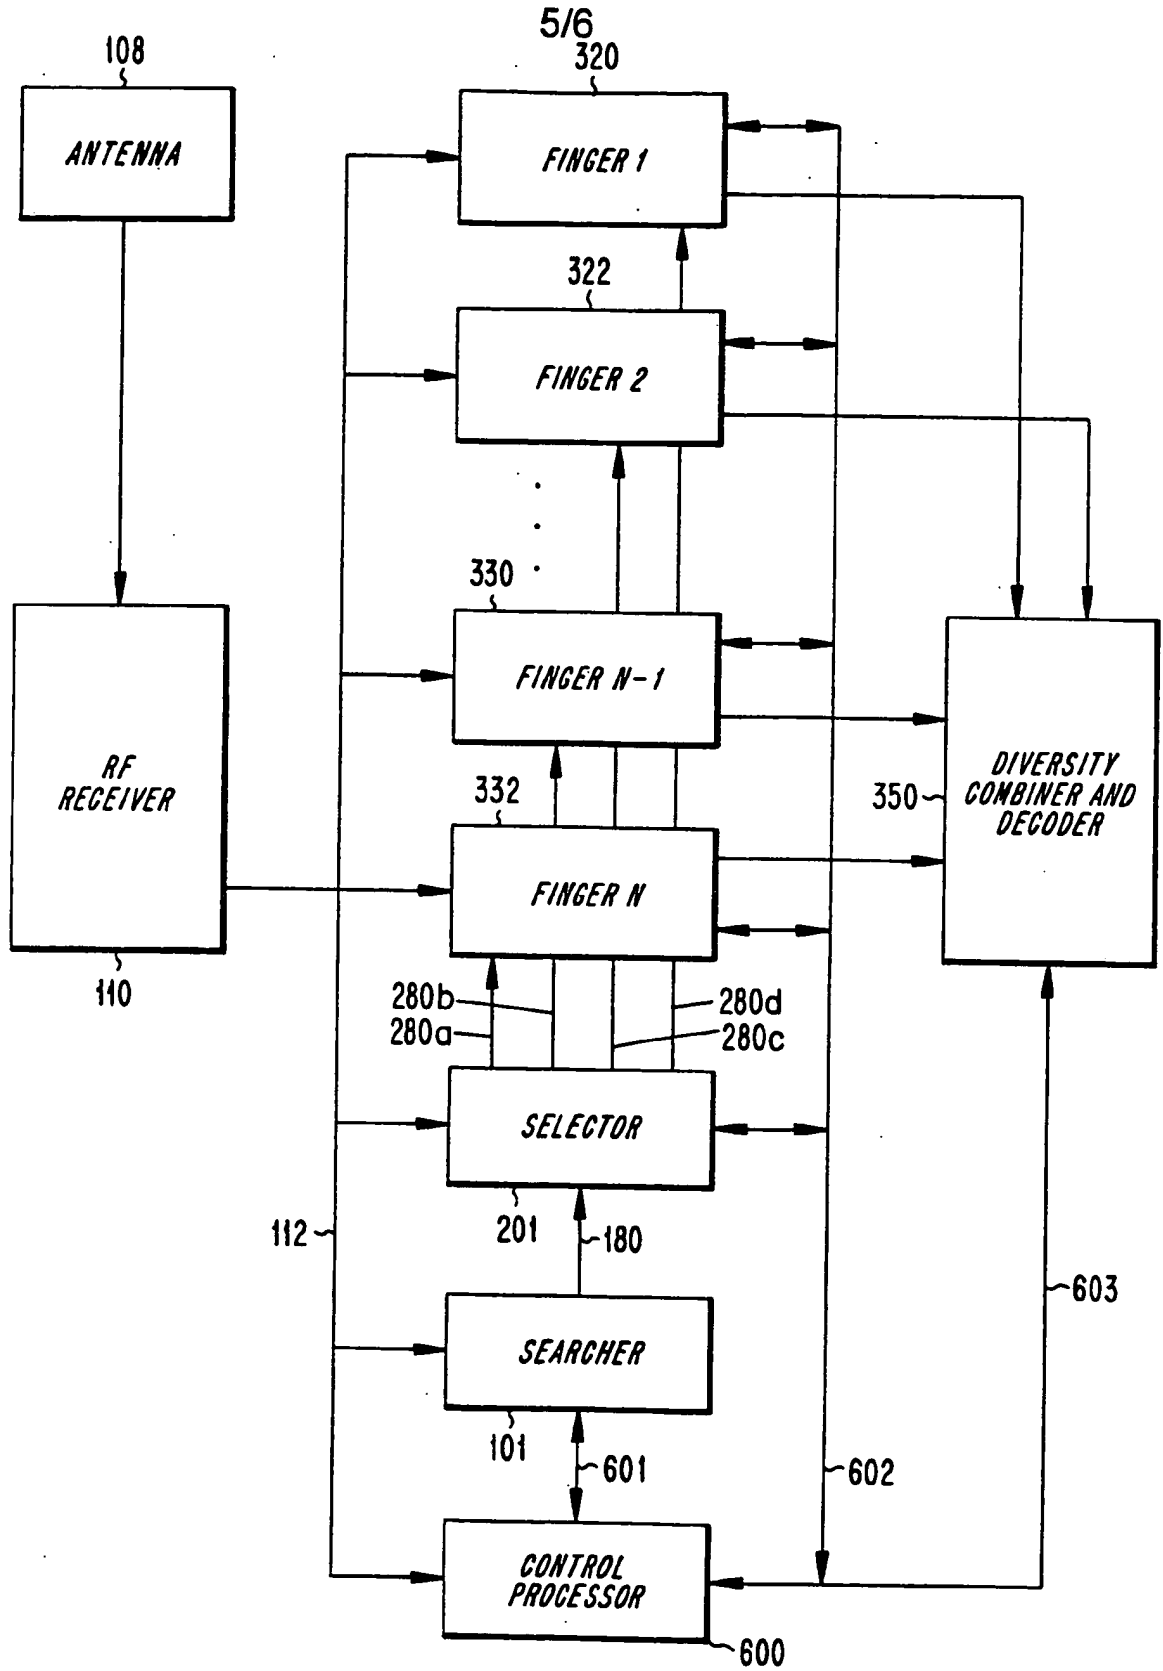 5/6
108
ANTENNA
320
FINGER 1
322
FINGER 2
330
FINGER N-1
RF
RECEIVER
110
332
FINGER N
350
DIVERSITY
COMBINER AND
DECODER
280b
280a
280d
280c
SELECTOR
201
180
112
SEARCHER
101
601
602
603
CONTROL
PROCESSOR
600